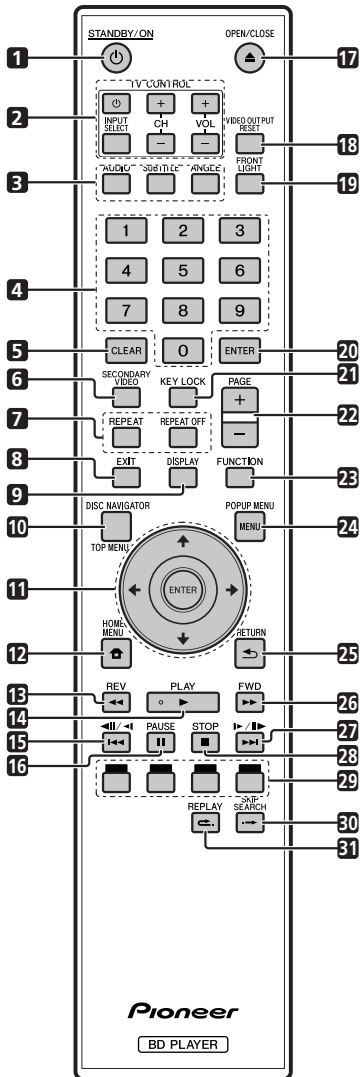 STANDBY/ON
OPEN/CLOSE
1
17
TV CONTROL
2
INPUT SELECT
+
CH
−
+
VOL
−
VIDEO OUTPUT RESET
18
3
AUDIO
SUBTITLE
ANGLE
FRONT LIGHT
19
4
1 2 3
4 5 6
7 8 9
5
CLEAR
0
ENTER
20
6
SECONDARY VIDEO
KEY LOCK
21
PAGE
+
−
22
7
REPEAT
REPEAT OFF
8
EXIT
9
DISPLAY
FUNCTION
23
10
DISC NAVIGATOR
TOP MENU
POPUP MENU
MENU
24
11
ENTER
12
HOME MENU
RETURN
25
13
REV
PLAY
FWD
26
14
15
PAUSE
STOP
27
16
28
29
REPLAY
SKIP SEARCH
30
31
Pioneer
BD PLAYER